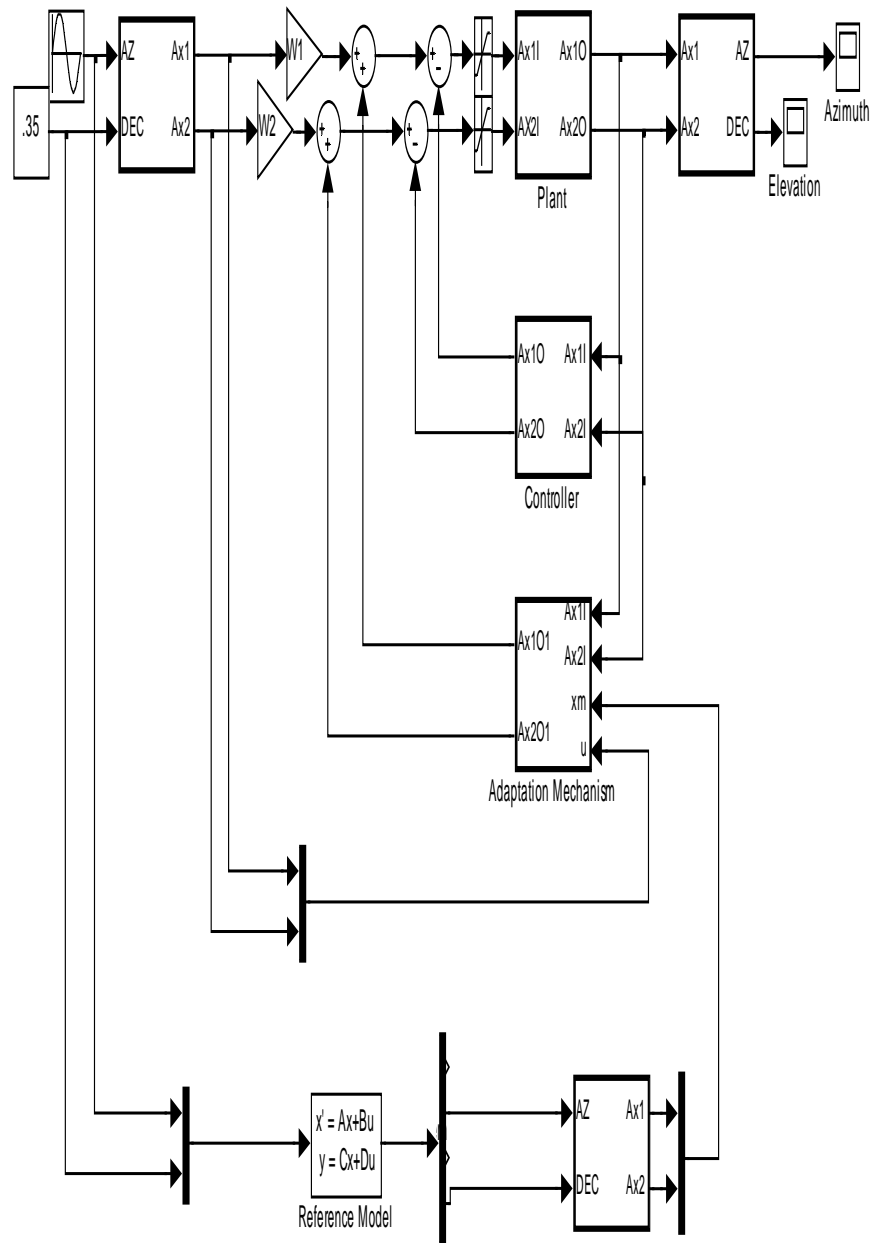 AZ
DEC
Ax1
Ax2
.35
W1
W2
+
+
+
-
+
+
+
-
Ax1I
AX2I
Ax1O
Ax2O
Plant
Ax1
Ax2
AZ
DEC
Azimuth
Elevation
Ax1O
Ax2O
Ax1I
Ax2I
Controller
Ax1O1
Ax2O1
Ax1I
Ax2I
xm
u
Adaptation Mechanism
x' = Ax+Bu
y = Cx+Du
Reference Model
AZ
DEC
Ax1
Ax2